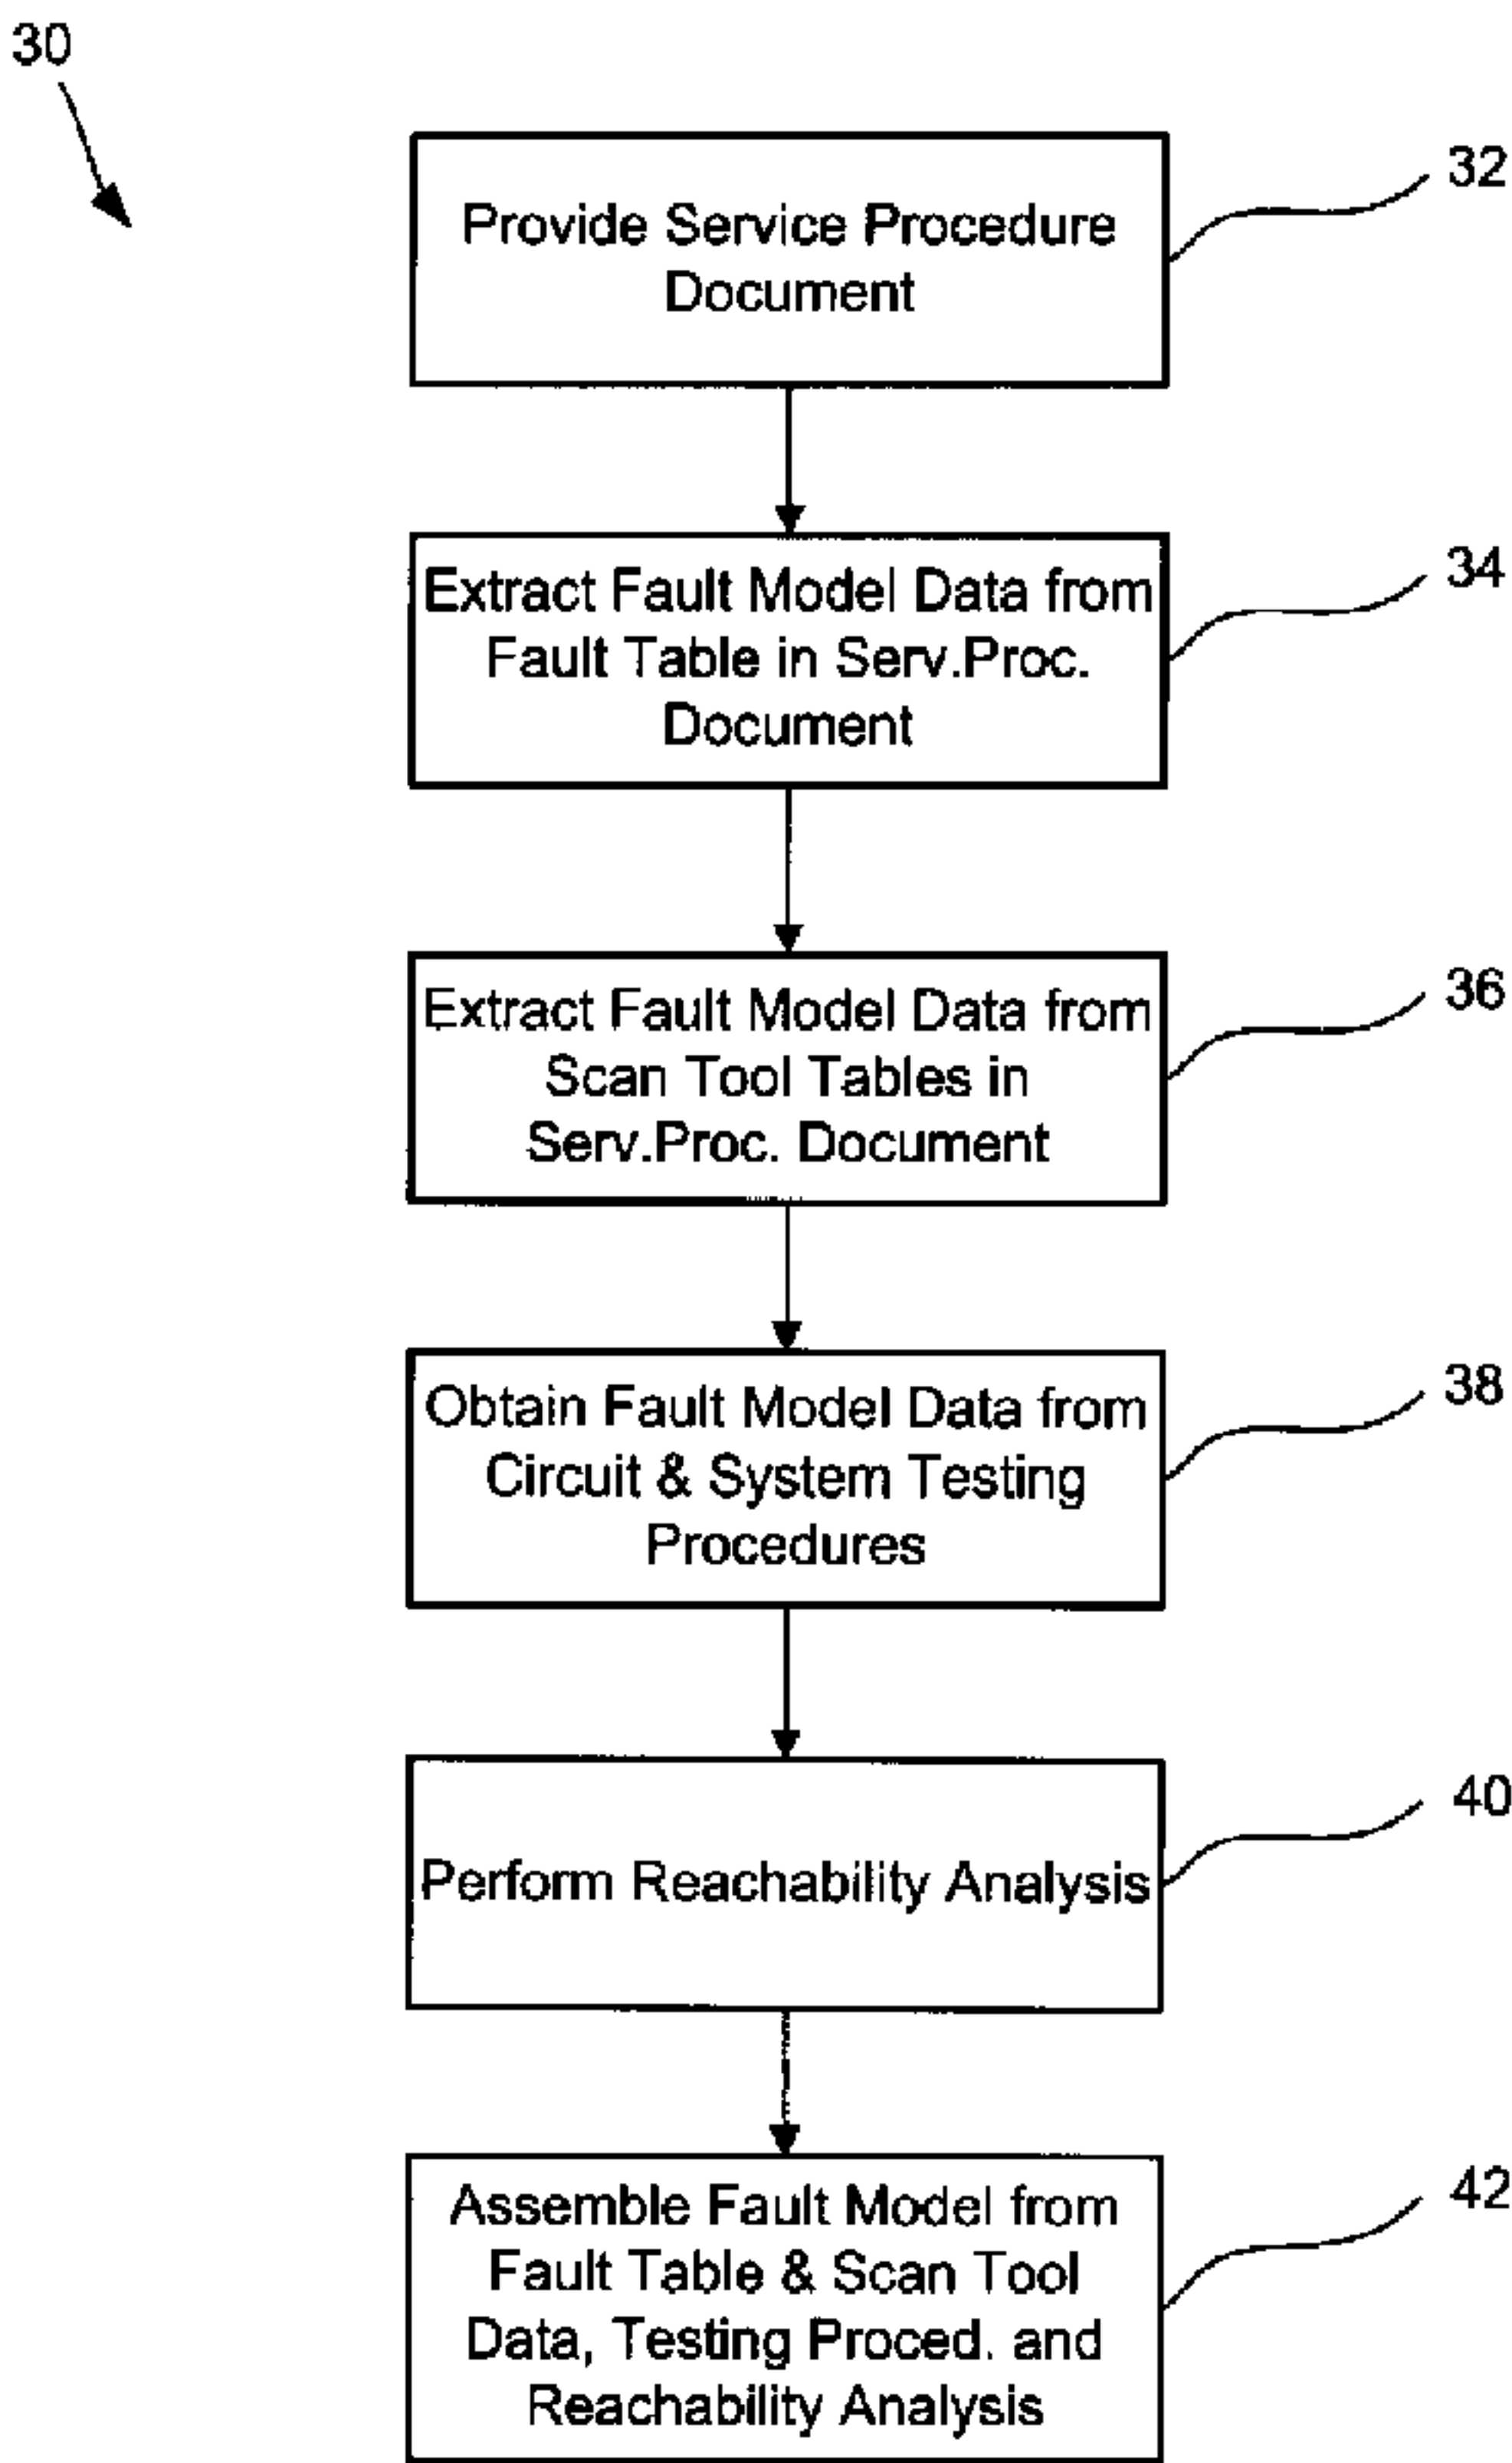 30
Provide Service Procedure
Document
32
Extract Fault Model Data from
Fault Table in Serv.Proc.
Document
34
Extract Fault Model Data from
Scan Tool Tables in
Serv.Proc. Document
36
Obtain Fault Model Data from
Circuit & System Testing
Procedures
38
Perform Reachability Analysis
40
Assemble Fault Model from
Fault Table & Scan Tool
Data, Testing Proced. and
Reachability Analysis
42